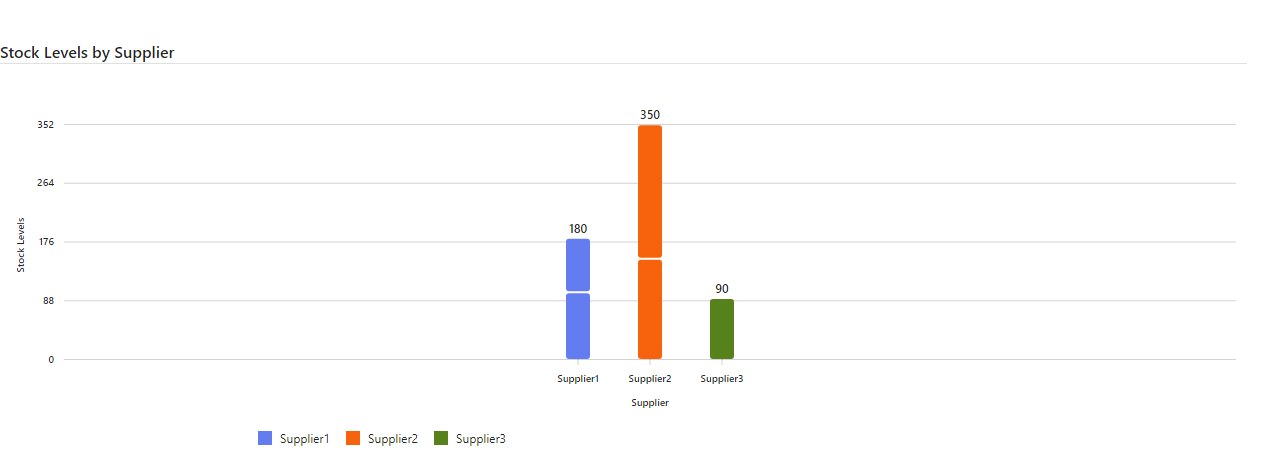 Stock Levels by Supplier
350
352
264
180
176
Stock Levels
90
88
0
Supplier1 Supplier2 Supplier3
Supplier
Supplier1 Supplier2 Supplier3